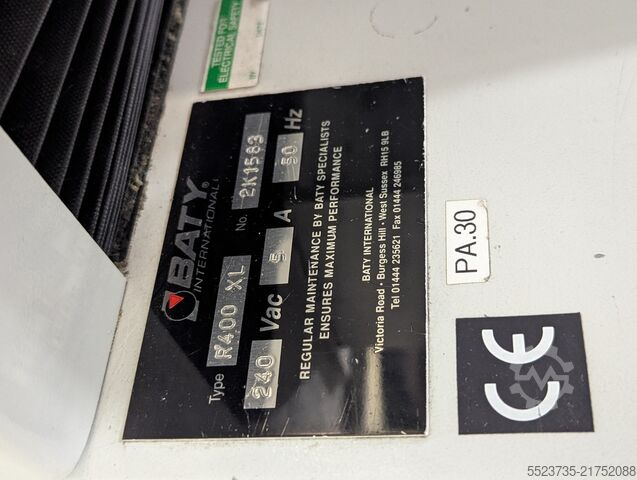 TESTED FOR
ELECTRICAL SAFETY
BATY
INTERNATIONAL
Type R400 XL No. 2K1563
240 Vac 5 A 50 Hz
REGULAR MAINTENANCE BY BATY SPECIALISTS
ENSURES MAXIMUM PERFORMANCE
BATY INTERNATIONAL
Victoria Road · Burgess Hill · West Sussex RH15 9LB
Tel 01444 235621 Fax 01444 246985
PA.30
CE
5523735-21752088